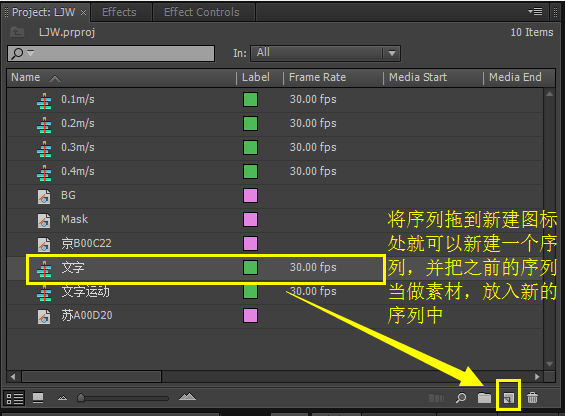 Project: LJW ×
Effects
Effect Controls
LJW.prproj
10 Items
In: All
Name
Label
Frame Rate
Media Start
Media End
0.1m/s
30.00 fps
0.2m/s
30.00 fps
0.3m/s
30.00 fps
0.4m/s
30.00 fps
BG
Mask
京B00C22
文字
30.00 fps
文字运动
30.00 fps
苏A00D20
将序列拖到新建图标
处就可以新建一个序
列，并把之前的序列
当做素材，放入新的
序列中